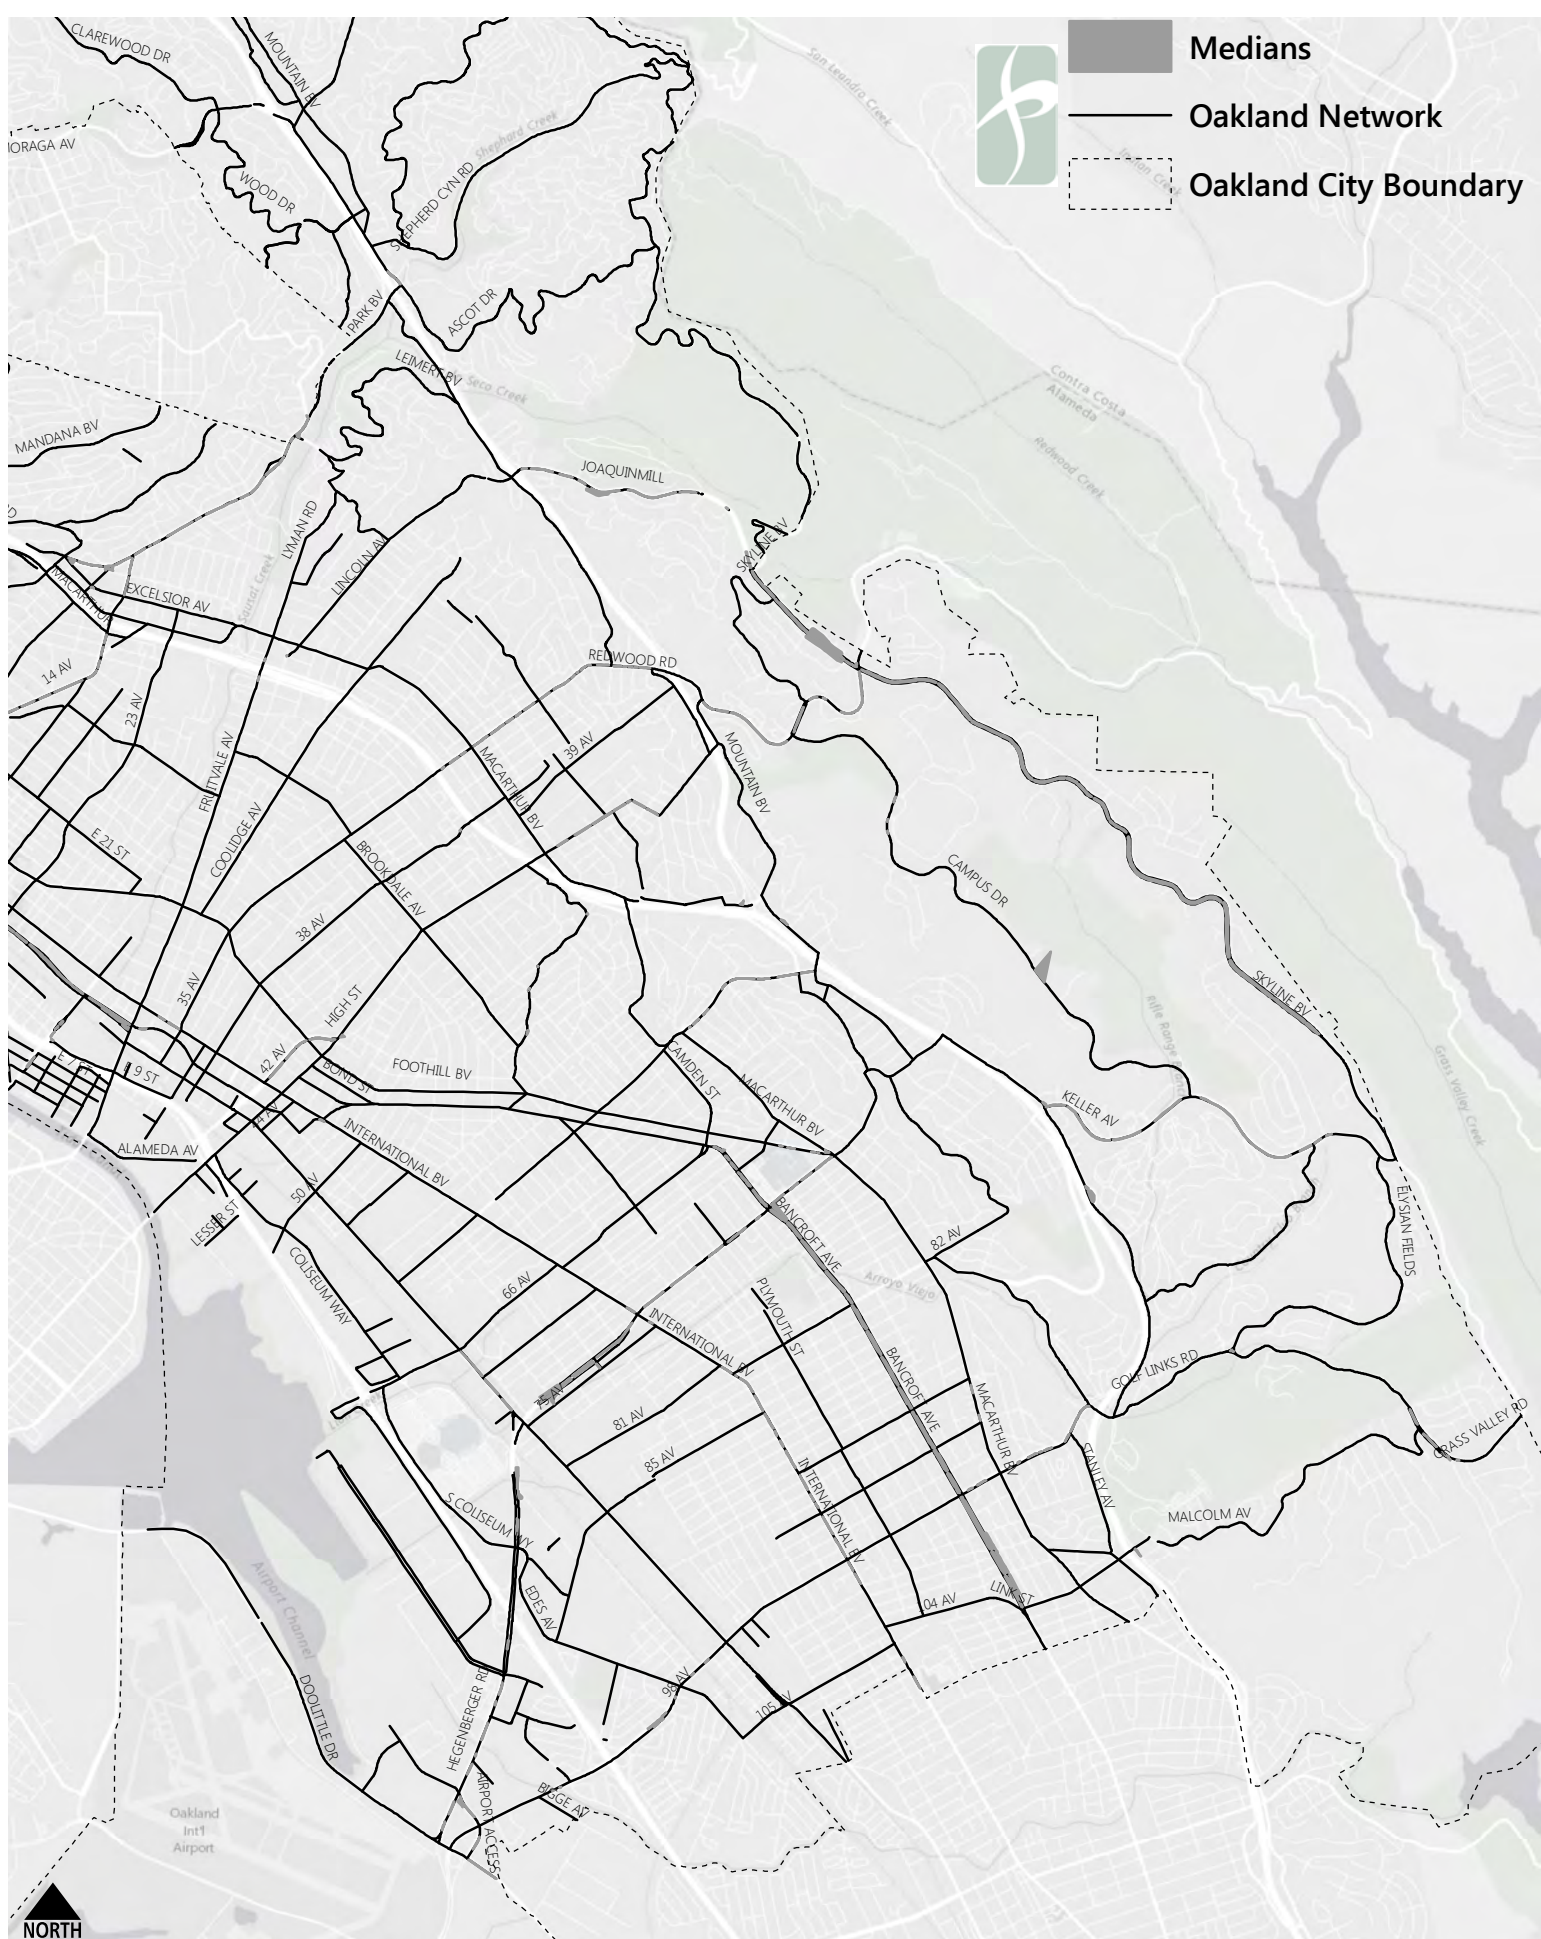 Medians
Oakland Network
Oakland City Boundary
CLAREWOOD DR
MOUNTAIN BV
San Leandro Creek
Indian Creek
Shephard Creek
ORAGA AV
WOOD DR
SHEPHERD CYN RD
PARK BV
ASCOT DR
LEIMERT BV
Seco Creek
Contra Costa
Alameda
MANDANA BV
JOAQUINMILL
Redwood Creek
LYMAN RD
SKYLINE BV
LINCOLN AV
MACARTHUR
EXCELSIOR AV
Sausal Creek
14 AV
REDWOOD RD
23 AV
39 AV
FRUITVALE AV
MACARTHUR BV
MOUNTAIN BV
E 21 ST
COOLIDGE AV
BROOKDALE AV
CAMPUS DR
38 AV
35 AV
HIGH ST
SKYLINE BV
E 7 ST
E 9 ST
42 AV
BOND ST
FOOTHILL BV
CAMDEN ST
MACARTHUR BV
KELLER AV
Grass Valley Creek
ALAMEDA AV
INTERNATIONAL BV
50 AV
LESSER ST
COLISEUM WAY
BANCROFT AVE
82 AV
ELYSIAN FIELDS
66 AV
PLYMOUTH ST
Arroyo Viejo
INTERNATIONAL BV
BANCROFT AVE
GOLF LINKS RD
75 AV
81 AV
MACARTHUR BV
GRASS VALLEY RD
85 AV
STANLEY AV
INTERNATIONAL BV
S COLISEUM WY
MALCOLM AV
Airport Channel
EDES AV
LINK ST
04 AV
DOOLITTLE DR
HEGENBERGER RD
98 AV
105 AV
AIRPORT ACCESS
BIGGE AV
Oakland
Int'l
Airport
NORTH